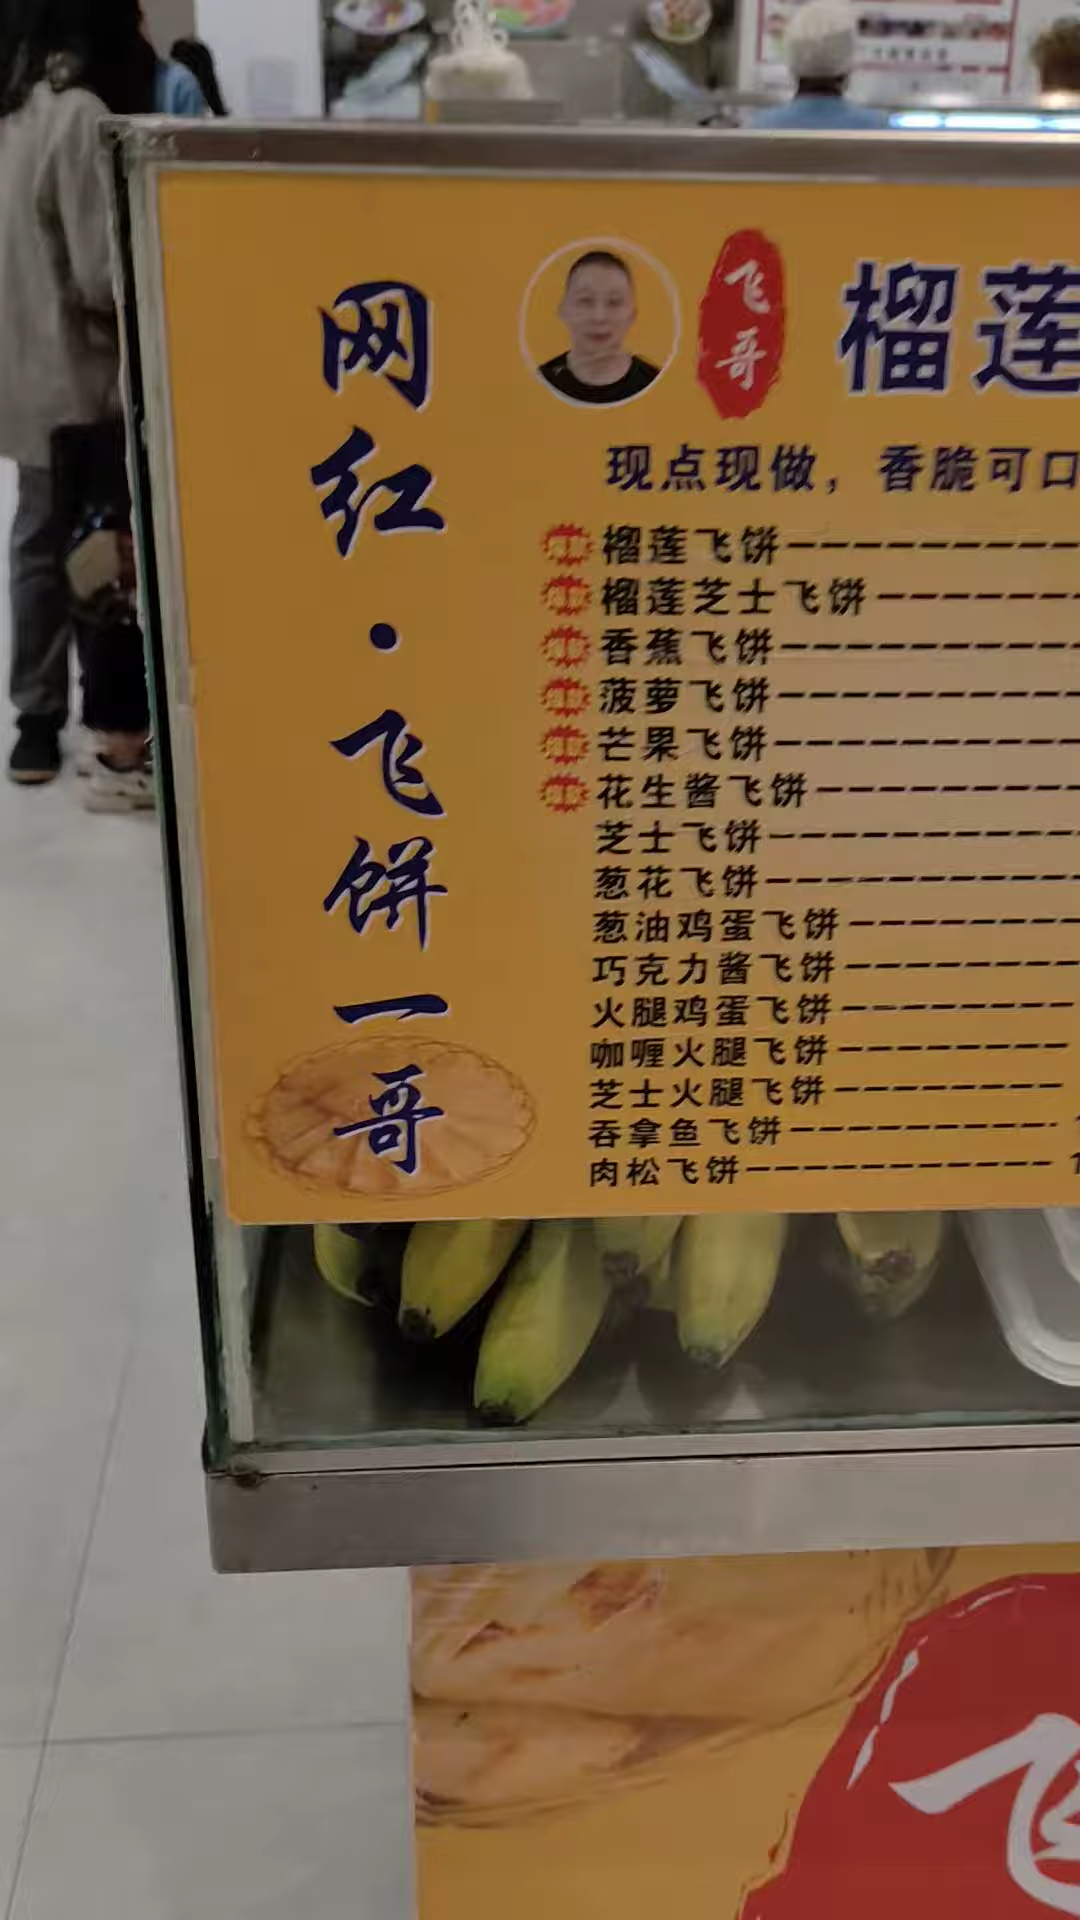 网红·飞饼一哥
飞哥
榴莲
现点现做，香脆可口
榴莲飞饼
榴莲芝士飞饼
香蕉飞饼
菠萝飞饼
芒果飞饼
花生酱飞饼
芝士飞饼
葱花飞饼
葱油鸡蛋飞饼
巧克力酱飞饼
火腿鸡蛋飞饼
咖喱火腿飞饼
芝士火腿飞饼
吞拿鱼飞饼
肉松飞饼
飞